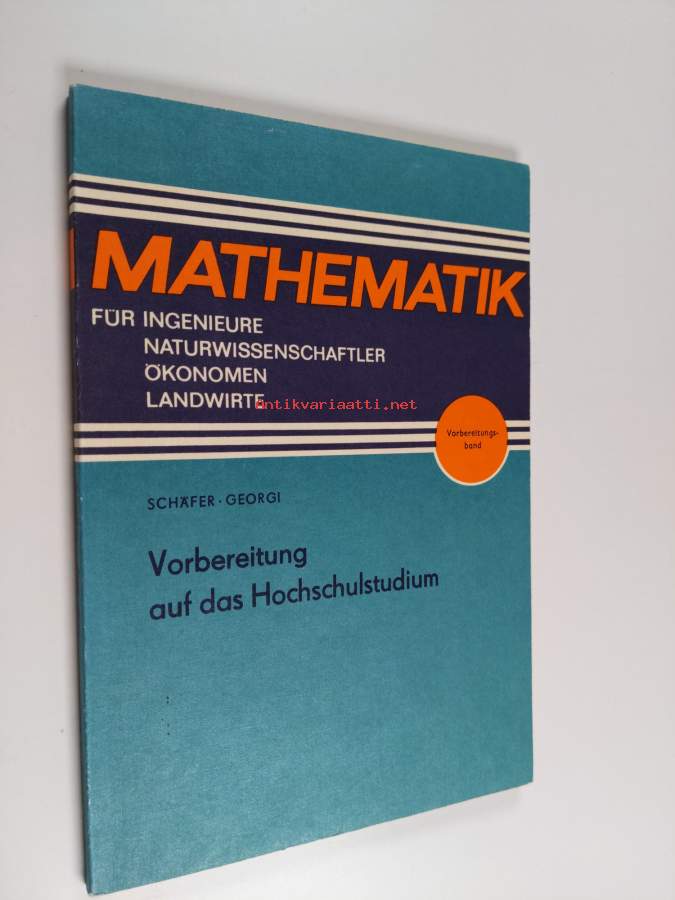 MATHEMATIK
FÜR INGENIEURE
NATURWISSENSCHAFTLER
ÖKONOMEN
LANDWIRTE
antikvariaatti.net
Vorbereitungs-
band
SCHÄFER · GEORGI
Vorbereitung
auf das Hochschulstudium